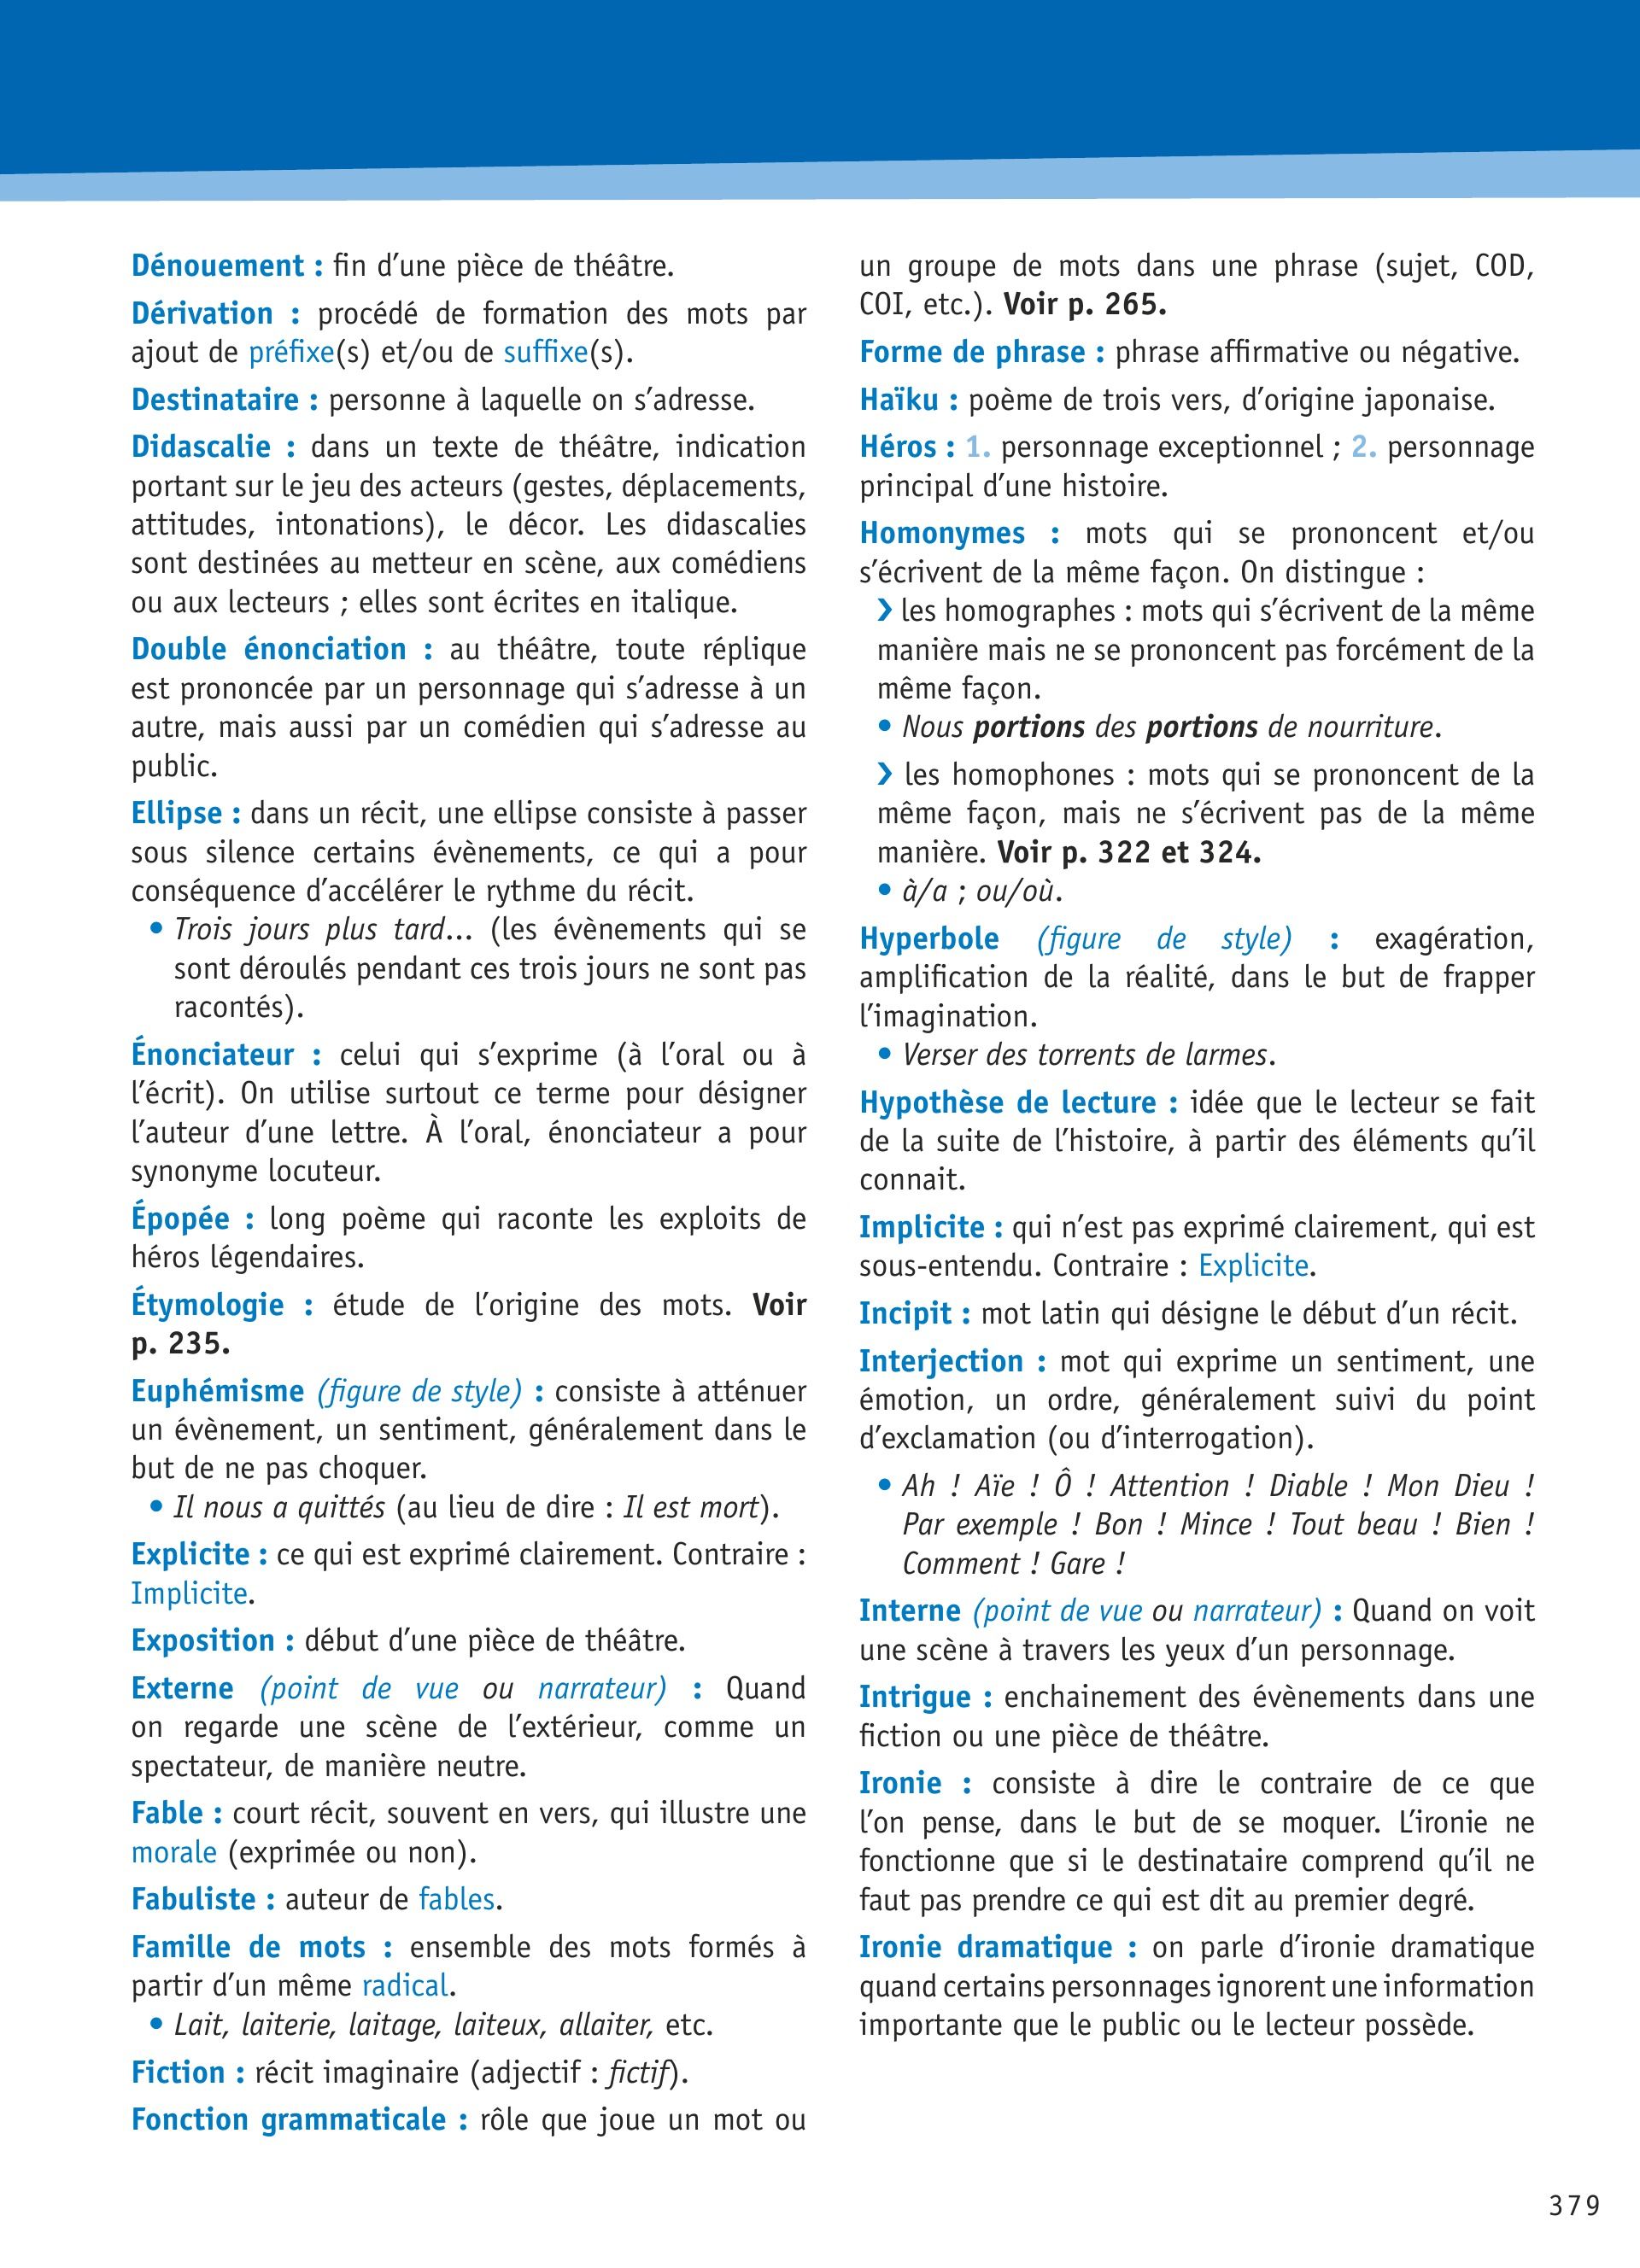 Dénouement : fin d’une pièce de théâtre.
Dérivation : procédé de formation des mots par
ajout de préfixe(s) et/ou de suffixe(s).
Destinataire : personne à laquelle on s’adresse.
Didascalie : dans un texte de théâtre, indication
portant sur le jeu des acteurs (gestes, déplacements,
attitudes, intonations), le décor. Les didascalies
sont destinées au metteur en scène, aux comédiens
ou aux lecteurs ; elles sont écrites en italique.
Double énonciation : au théâtre, toute réplique
est prononcée par un personnage qui s’adresse à un
autre, mais aussi par un comédien qui s’adresse au
public.
Ellipse : dans un récit, une ellipse consiste à passer
sous silence certains évènements, ce qui a pour
conséquence d’accélérer le rythme du récit.
• Trois jours plus tard… (les évènements qui se
sont déroulés pendant ces trois jours ne sont pas
racontés).
Énonciateur : celui qui s’exprime (à l’oral ou à
l’écrit). On utilise surtout ce terme pour désigner
l’auteur d’une lettre. À l’oral, énonciateur a pour
synonyme locuteur.
Épopée : long poème qui raconte les exploits de
héros légendaires.
Étymologie : étude de l’origine des mots. Voir
p. 235.
Euphémisme (figure de style) : consiste à atténuer
un évènement, un sentiment, généralement dans le
but de ne pas choquer.
• Il nous a quittés (au lieu de dire : Il est mort).
Explicite : ce qui est exprimé clairement. Contraire :
Implicite.
Exposition : début d’une pièce de théâtre.
Externe (point de vue ou narrateur) : Quand
on regarde une scène de l’extérieur, comme un
spectateur, de manière neutre.
Fable : court récit, souvent en vers, qui illustre une
morale (exprimée ou non).
Fabuliste : auteur de fables.
Famille de mots : ensemble des mots formés à
partir d’un même radical.
• Lait, laiterie, laitage, laiteux, allaiter, etc.
Fiction : récit imaginaire (adjectif : fictif).
Fonction grammaticale : rôle que joue un mot ou
un groupe de mots dans une phrase (sujet, COD,
COI, etc.). Voir p. 265.
Forme de phrase : phrase affirmative ou négative.
Haïku : poème de trois vers, d’origine japonaise.
Héros : 1. personnage exceptionnel ; 2. personnage
principal d’une histoire.
Homonymes : mots qui se prononcent et/ou
s’écrivent de la même façon. On distingue :
❯ les homographes : mots qui s’écrivent de la même
manière mais ne se prononcent pas forcément de la
même façon.
• Nous portions des portions de nourriture.
❯ les homophones : mots qui se prononcent de la
même façon, mais ne s’écrivent pas de la même
manière. Voir p. 322 et 324.
• à/a ; ou/où.
Hyperbole (figure de style) : exagération,
amplification de la réalité, dans le but de frapper
l’imagination.
• Verser des torrents de larmes.
Hypothèse de lecture : idée que le lecteur se fait
de la suite de l’histoire, à partir des éléments qu’il
connait.
Implicite : qui n’est pas exprimé clairement, qui est
sous-entendu. Contraire : Explicite.
Incipit : mot latin qui désigne le début d’un récit.
Interjection : mot qui exprime un sentiment, une
émotion, un ordre, généralement suivi du point
d’exclamation (ou d’interrogation).
• Ah ! Aïe ! Ô ! Attention ! Diable ! Mon Dieu !
Par exemple ! Bon ! Mince ! Tout beau ! Bien !
Comment ! Gare !
Interne (point de vue ou narrateur) : Quand on voit
une scène à travers les yeux d’un personnage.
Intrigue : enchainement des évènements dans une
fiction ou une pièce de théâtre.
Ironie : consiste à dire le contraire de ce que
l’on pense, dans le but de se moquer. L’ironie ne
fonctionne que si le destinataire comprend qu’il ne
faut pas prendre ce qui est dit au premier degré.
Ironie dramatique : on parle d’ironie dramatique
quand certains personnages ignorent une information
importante que le public ou le lecteur possède.
379